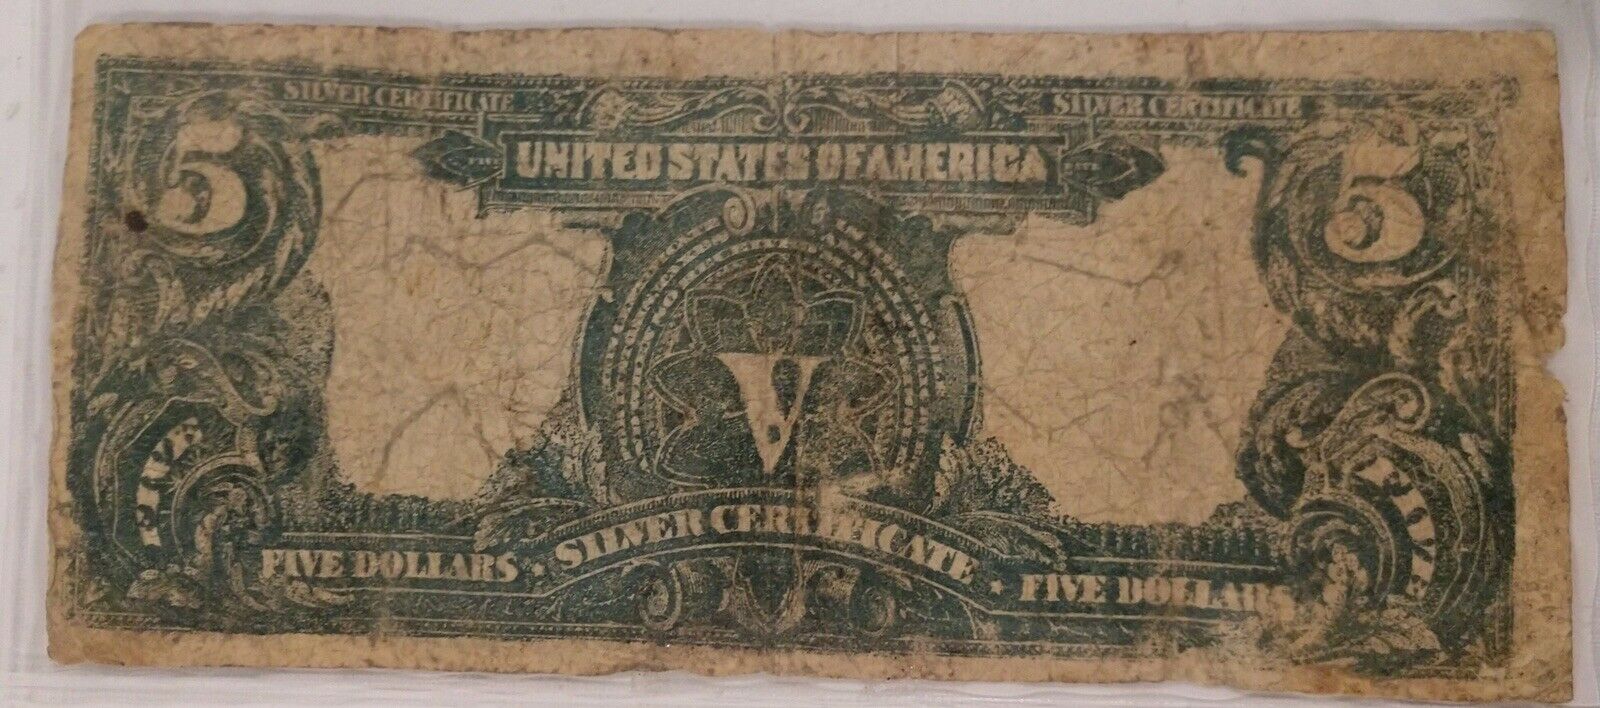 SILVER CERTIFICATE
SILVER CERTIFICATE
5
UNITED STATES OF AMERICA
5
FIVE
V
FIVE
FIVE DOLLARS · SILVER CERTIFICATE · FIVE DOLLARS